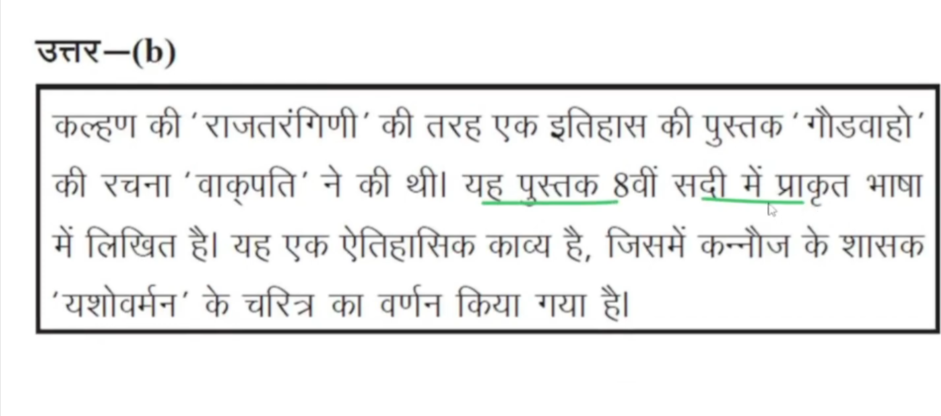 उत्तर—(b)
कल्हण की ‘राजतरंगिणी’ की तरह एक इतिहास की पुस्तक ‘गौडवाहो’
की रचना ‘वाक्पति’ ने की थी। यह पुस्तक 8वीं सदी में प्राकृत भाषा
में लिखित है। यह एक ऐतिहासिक काव्य है, जिसमें कन्नौज के शासक
‘यशोवर्मन’ के चरित्र का वर्णन किया गया है।